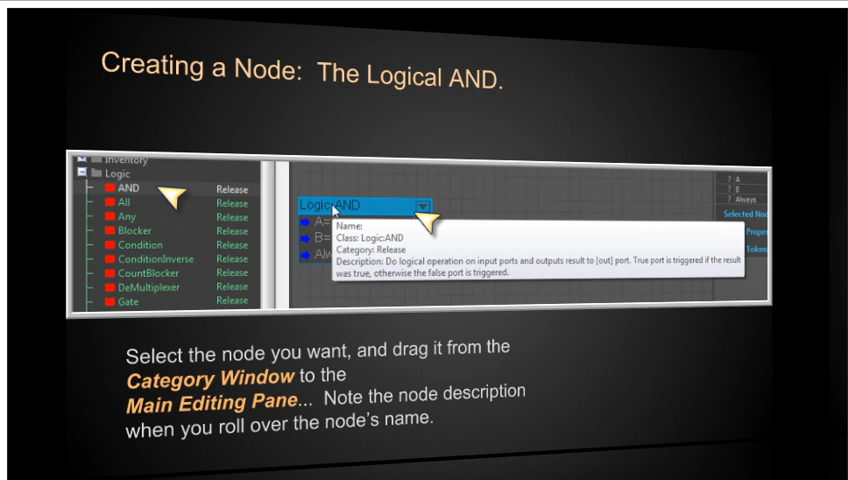 Creating a Node: The Logical AND.
Inventory
Logic
AND Release
All Release
Any Release
Blocker Release
Condition Release
ConditionInverse Release
CountBlocker Release
DeMultiplexer Release
Gate Release
Logic:AND
A=
B=
Alw
Name:
Class: Logic:AND
Category: Release
Description: Do logical operation on input ports and outputs result to [out] port. True port is triggered if the result
was true, otherwise the false port is triggered.
? A
? B
? Always
Selected Nod
Proper
Token
Select the node you want, and drag it from the
Category Window to the
Main Editing Pane... Note the node description
when you roll over the node's name.